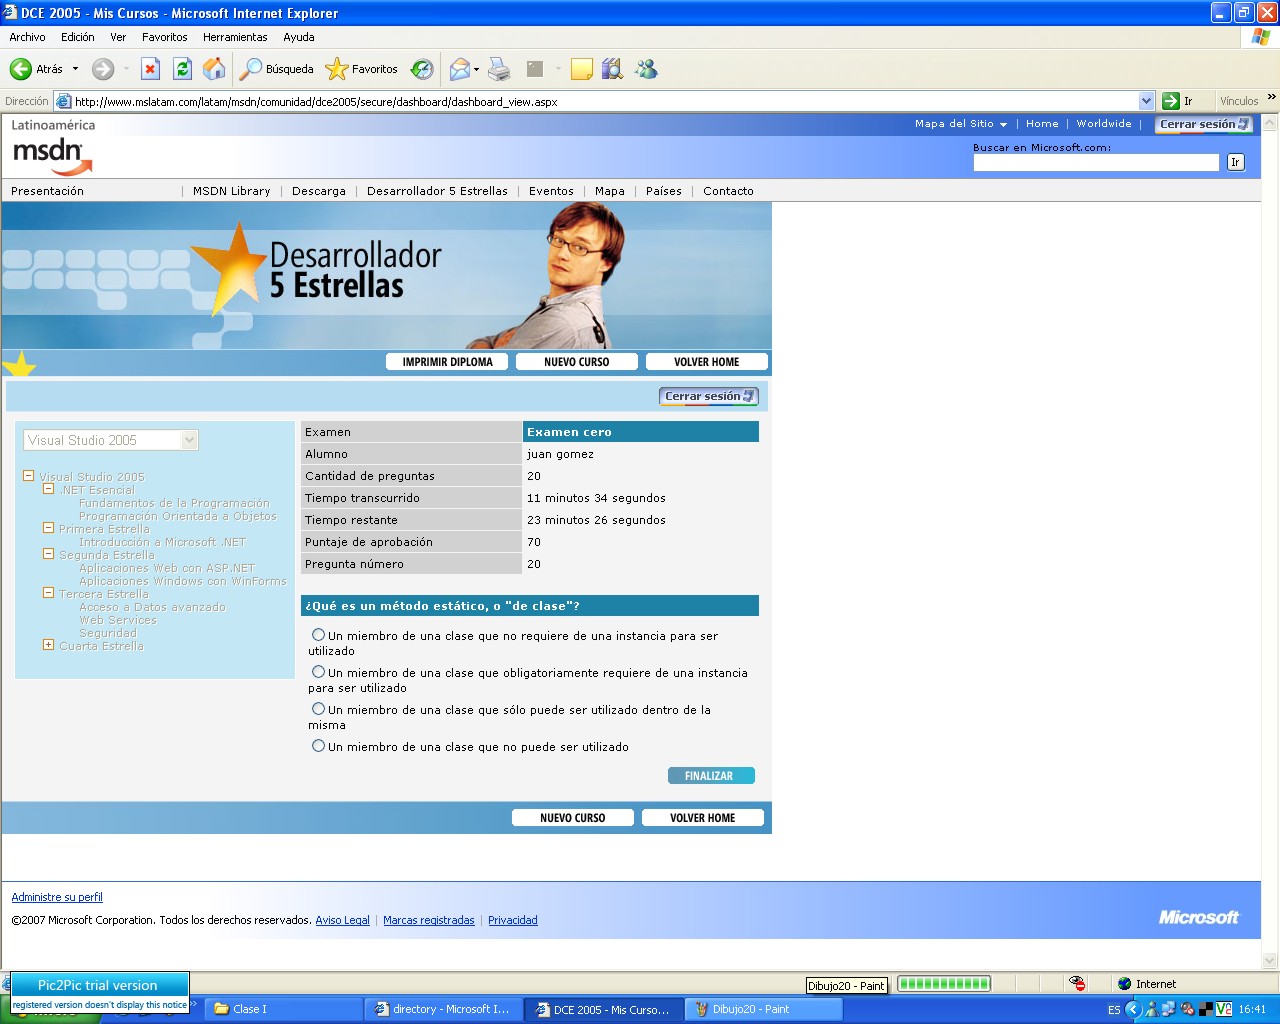 DCE 2005 - Mis Cursos - Microsoft Internet Explorer
Archivo Edición Ver Favoritos Herramientas Ayuda
Atrás Búsqueda Favoritos
Dirección http://www.mslatam.com/latam/msdn/comunidad/dce2005/secure/dashboard/dashboard_view.aspx Ir Vínculos »
Latinoamérica Mapa del Sitio | Home | Worldwide | Cerrar sesión
msdn
Buscar en Microsoft.com:
Ir
Presentación | MSDN Library | Descarga | Desarrollador 5 Estrellas | Eventos | Mapa | Países | Contacto
Desarrollador
5 Estrellas
IMPRIMIR DIPLOMA NUEVO CURSO VOLVER HOME
Cerrar sesión
Visual Studio 2005
Visual Studio 2005
.NET Esencial
Fundamentos de la Programación
Programación Orientada a Objetos
Primera Estrella
Introducción a Microsoft .NET
Segunda Estrella
Aplicaciones Web con ASP.NET
Aplicaciones Windows con WinForms
Tercera Estrella
Acceso a Datos avanzado
Web Services
Seguridad
Cuarta Estrella
Examen Examen cero
Alumno juan gomez
Cantidad de preguntas 20
Tiempo transcurrido 11 minutos 34 segundos
Tiempo restante 23 minutos 26 segundos
Puntaje de aprobación 70
Pregunta número 20
¿Qué es un método estático, o "de clase"?
Un miembro de una clase que no requiere de una instancia para ser
utilizado
Un miembro de una clase que obligatoriamente requiere de una instancia
para ser utilizado
Un miembro de una clase que sólo puede ser utilizado dentro de la
misma
Un miembro de una clase que no puede ser utilizado
FINALIZAR
NUEVO CURSO VOLVER HOME
Administre su perfil
©2007 Microsoft Corporation. Todos los derechos reservados. Aviso Legal | Marcas registradas | Privacidad
Microsoft
Pic2Pic trial version
registered version doesn't display this notice
Dibujo20 - Paint
Internet
Clase I
directory - Microsoft I...
DCE 2005 - Mis Curso...
Dibujo20 - Paint
ES
16:41